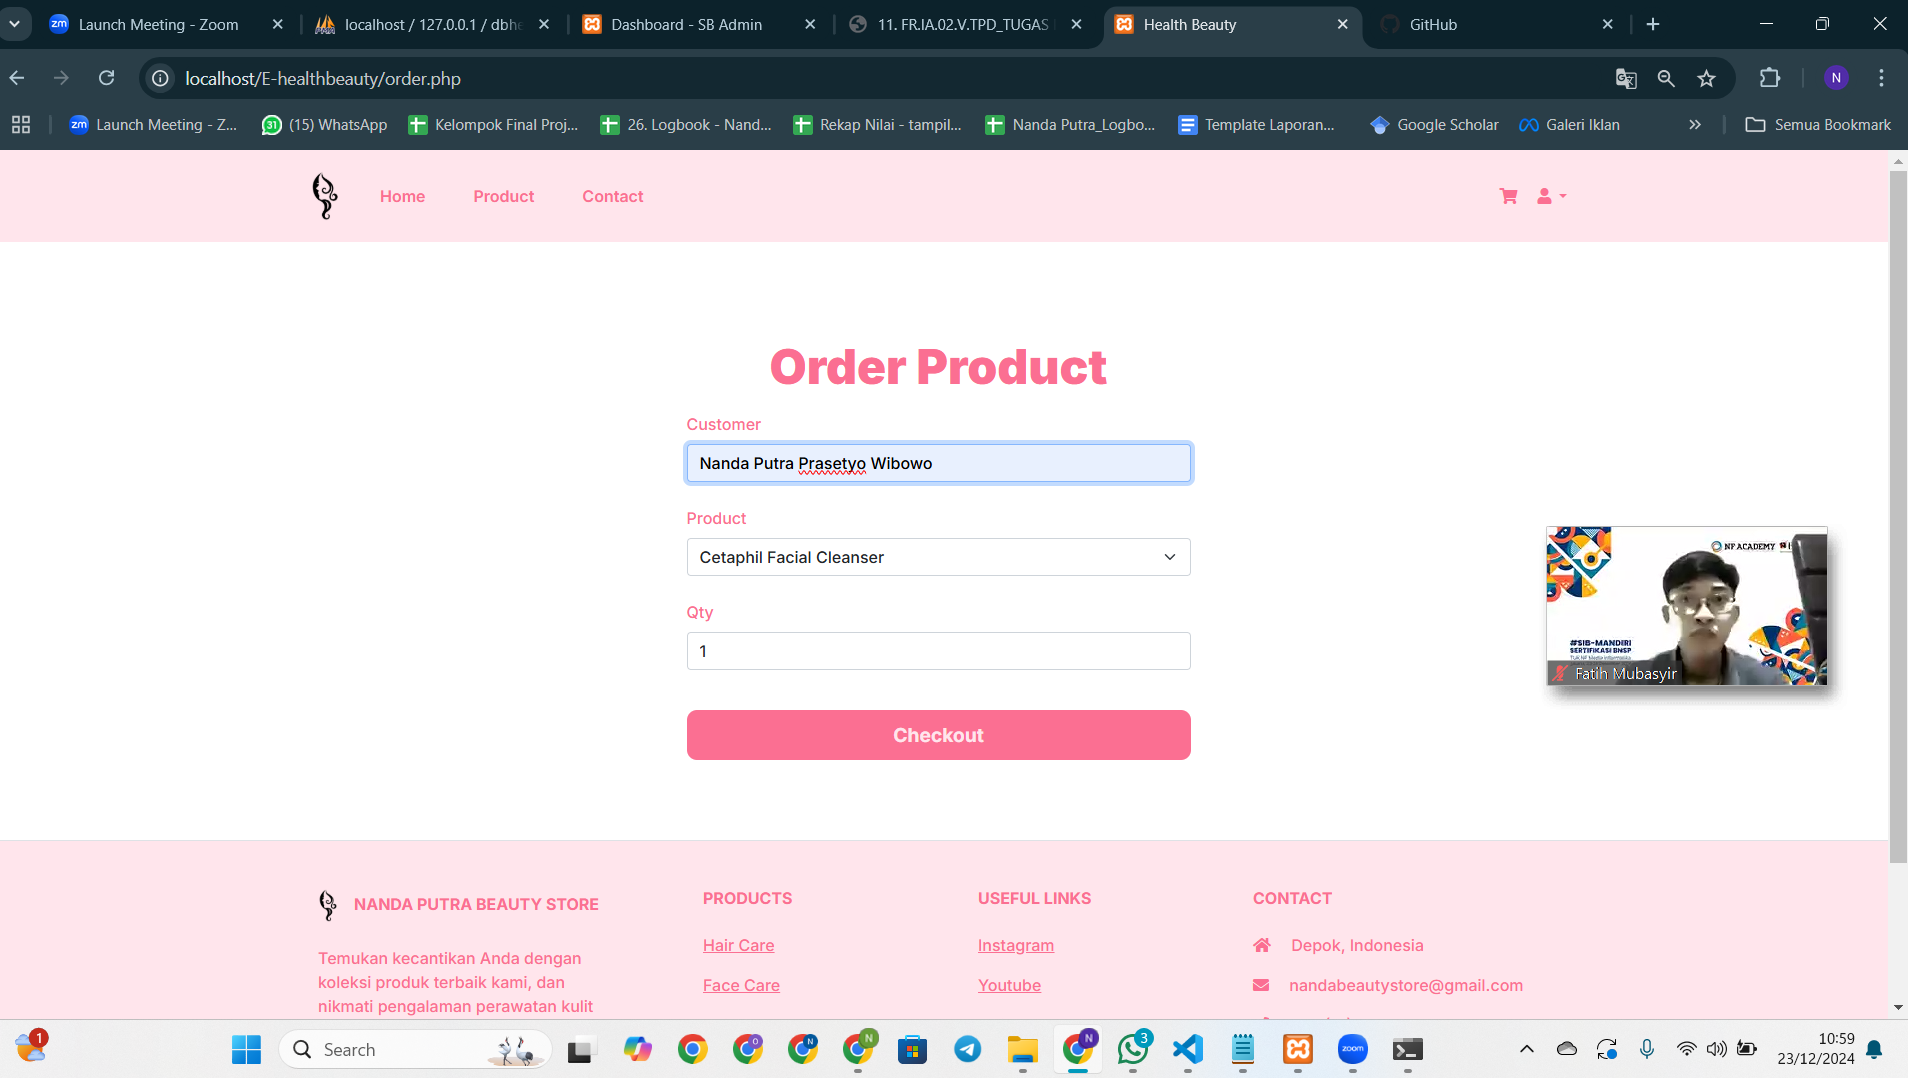 Launch Meeting - Zoom
localhost / 127.0.0.1 / dbhe
Dashboard - SB Admin
11. FR.IA.02.V.TPD_TUGAS
Health Beauty
GitHub
localhost/E-healthbeauty/order.php
N
Launch Meeting - Z...
(15) WhatsApp
Kelompok Final Proj...
26. Logbook - Nand...
Rekap Nilai - tampil...
Nanda Putra_Logbo...
Template Laporan...
Google Scholar
Galeri Iklan
Semua Bookmark
Home
Product
Contact
Order Product
Customer
Nanda Putra Prasetyo Wibowo
Product
Cetaphil Facial Cleanser
Qty
1
Checkout
NF ACADEMY
#SIB-MANDIRI
SERTIFIKASI BNSP
Fatih Mubasyir
NANDA PUTRA BEAUTY STORE
Temukan kecantikan Anda dengan
koleksi produk terbaik kami, dan
nikmati pengalaman perawatan kulit
PRODUCTS
Hair Care
Face Care
USEFUL LINKS
Instagram
Youtube
CONTACT
Depok, Indonesia
nandabeautystore@gmail.com
1
Search
3
zoom
10:59
23/12/2024